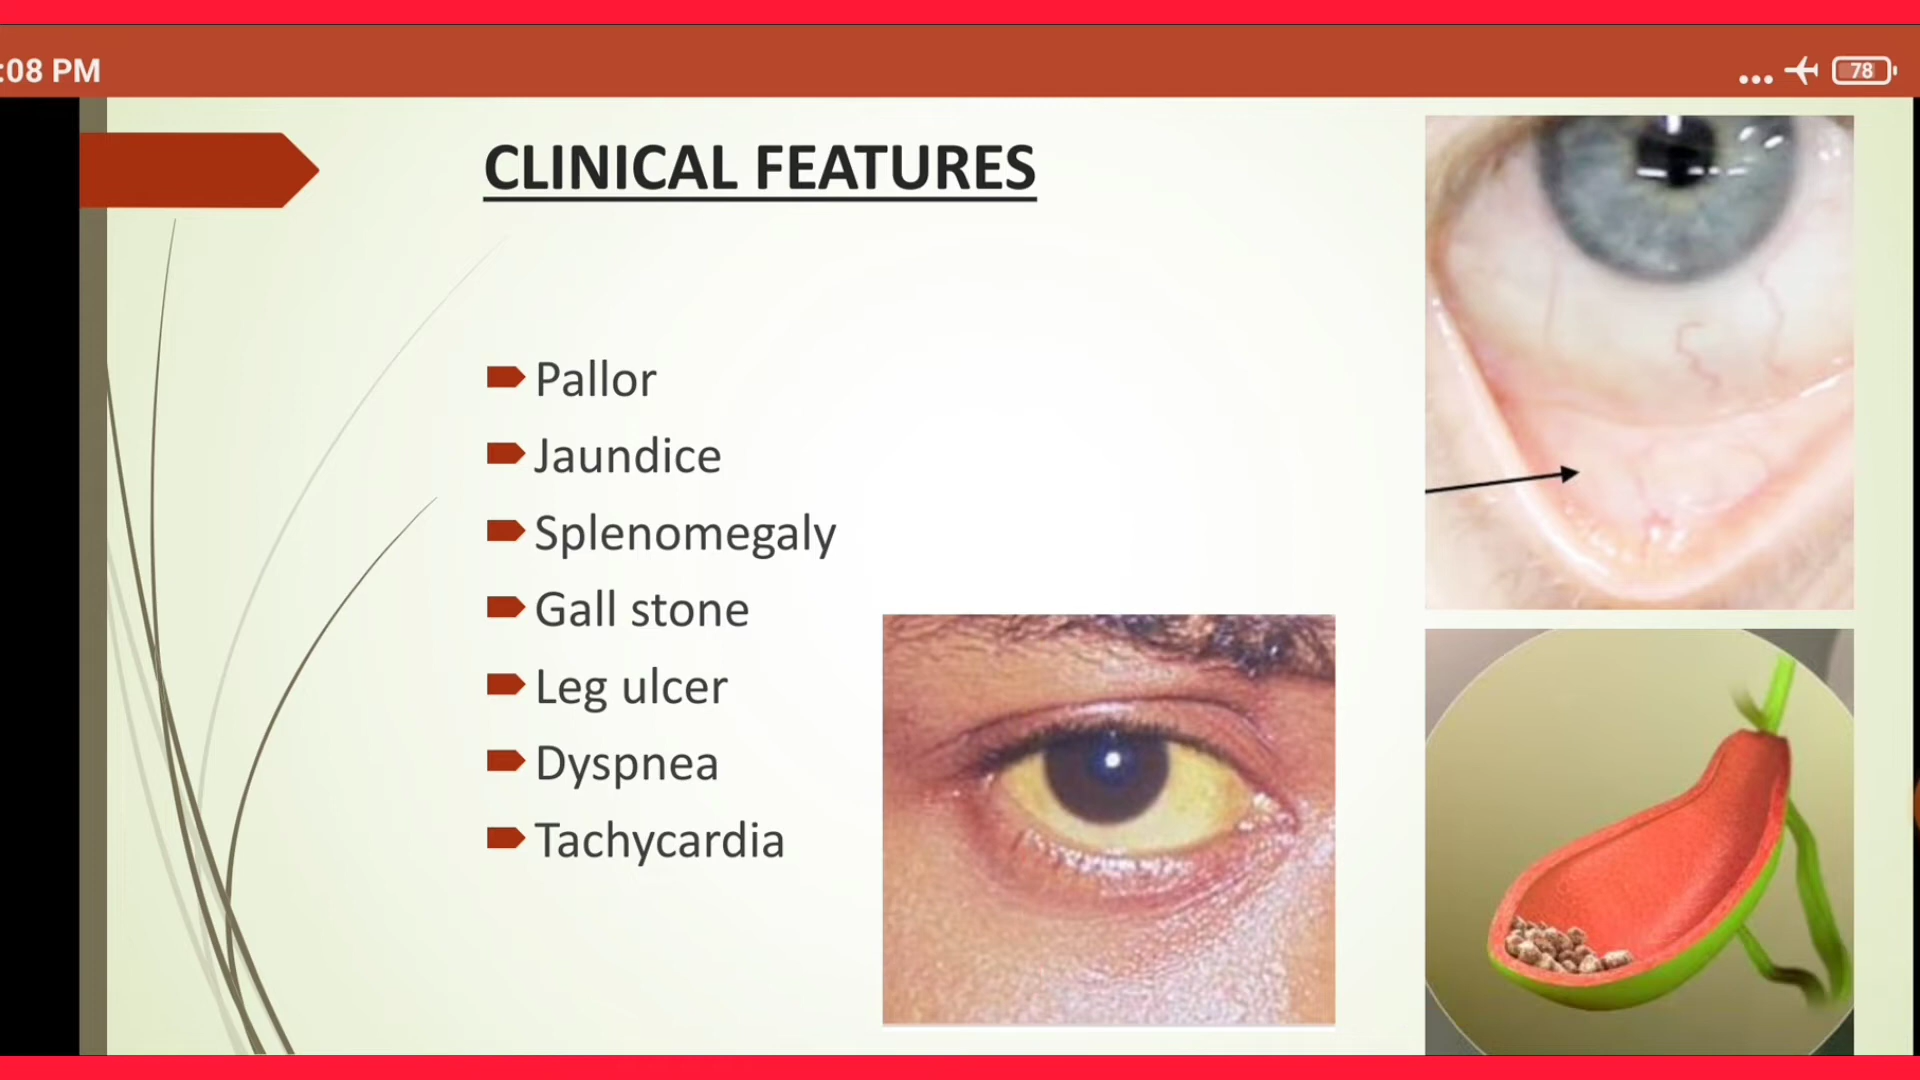 :08 PM
78
CLINICAL FEATURES
Pallor
Jaundice
Splenomegaly
Gall stone
Leg ulcer
Dyspnea
Tachycardia